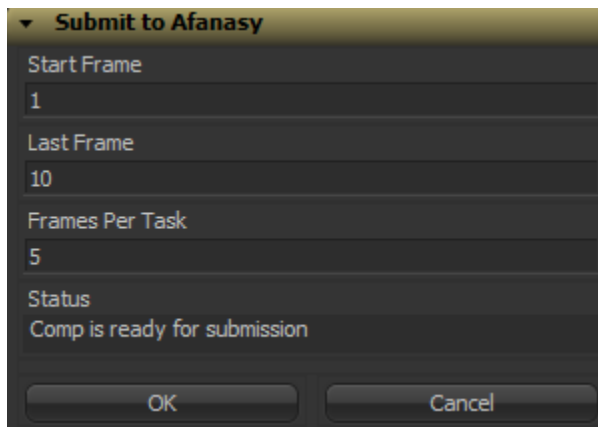 Submit to Afanasy
Start Frame
1
Last Frame
10
Frames Per Task
5
Status
Comp is ready for submission
OK Cancel